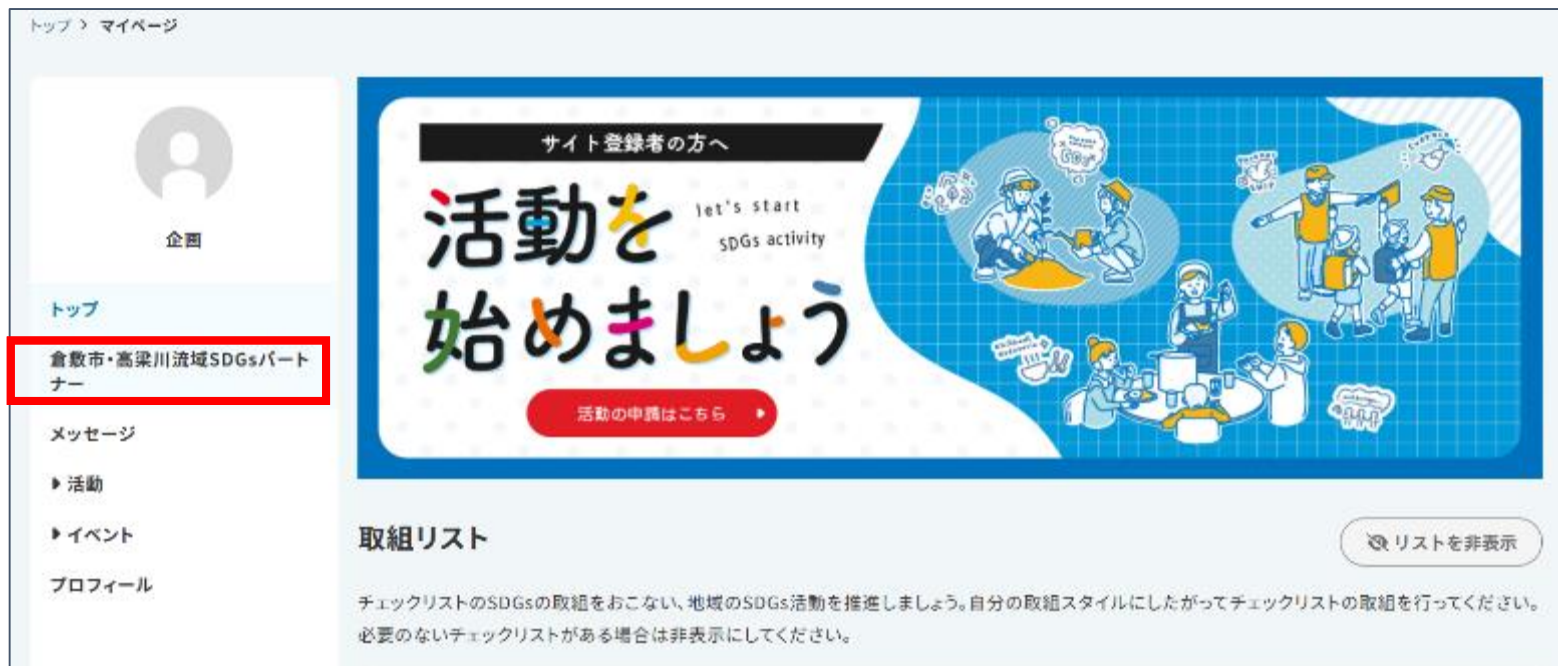 トップ › マイページ
企画
トップ
倉敷市・高梁川流域SDGsパート
ナー
メッセージ
活動
イベント
プロフィール
サイト登録者の方へ
活動を
始めましょう
let's start
SDGs activity
活動の申請はこちら
取組リスト
リストを非表示
チェックリストのSDGsの取組をおこない、地域のSDGs活動を推進しましょう。自分の取組スタイルにしたがってチェックリストの取組を行ってください。
必要のないチェックリストがある場合は非表示にしてください。